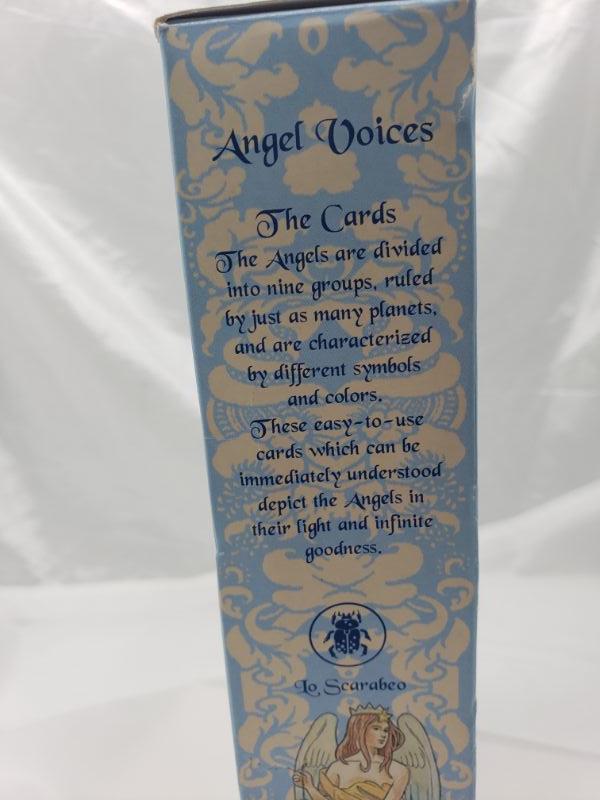 Angel Voices
The Cards
The Angels are divided
into nine groups, ruled
by just as many planets,
and are characterized
by different symbols
and colors.
These easy-to-use
cards which can be
immediately understood
depict the Angels in
their light and infinite
goodness.
Lo Scarabeo